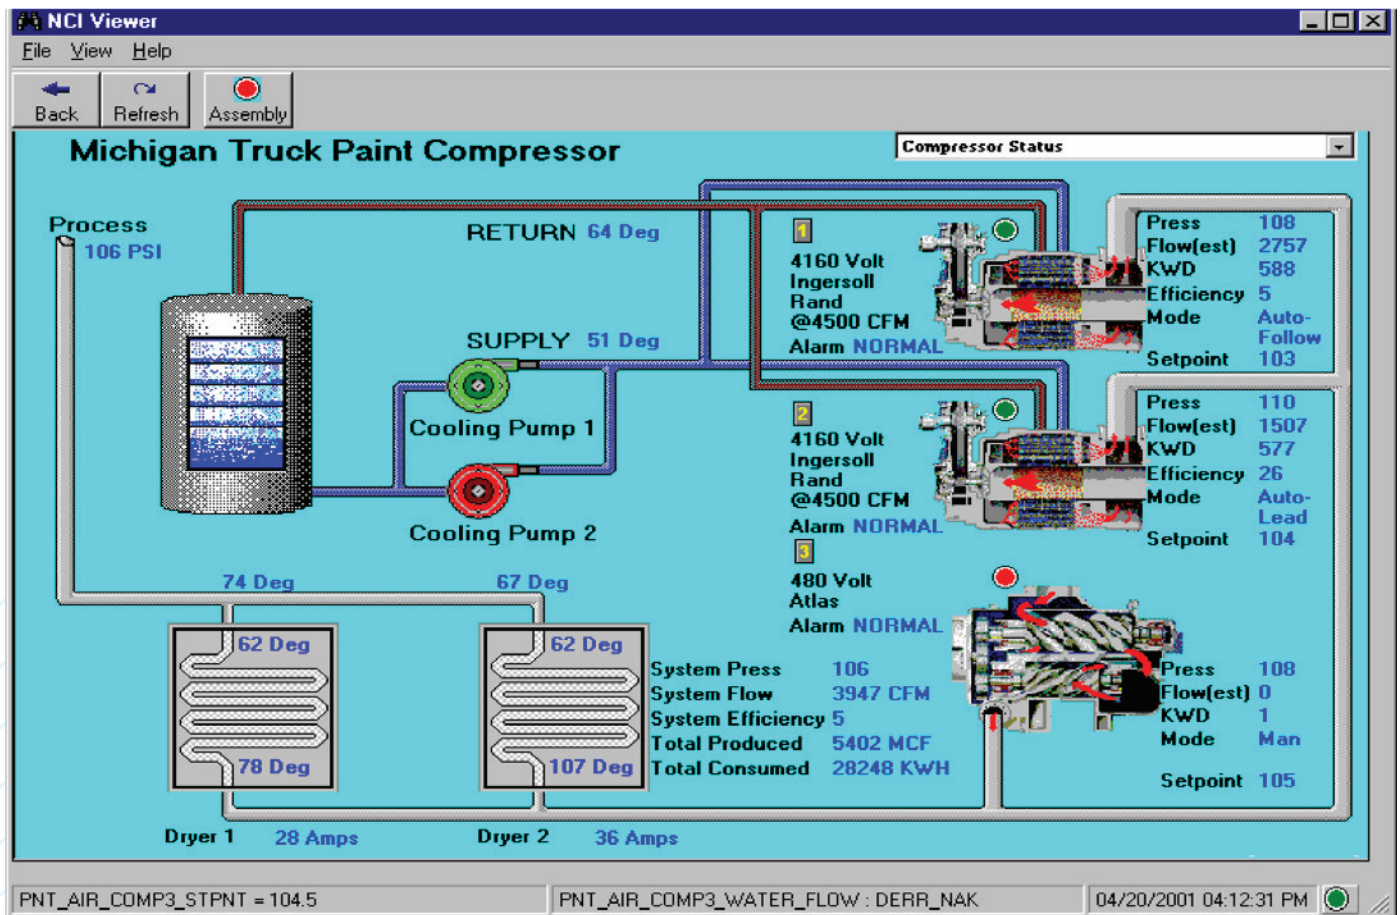 NCI Viewer
File View Help
Back Refresh Assembly
Michigan Truck Paint Compressor
Compressor Status
Process
106 PSI
RETURN 64 Deg
SUPPLY 51 Deg
Cooling Pump 1
Cooling Pump 2
1
4160 Volt
Ingersoll
Rand
@4500 CFM
Alarm NORMAL
Press 108
Flow(est) 2757
KWD 588
Efficiency 5
Mode Auto-
Follow
Setpoint 103
2
4160 Volt
Ingersoll
Rand
@4500 CFM
Alarm NORMAL
Press 110
Flow(est) 1507
KWD 577
Efficiency 26
Mode Auto-
Lead
Setpoint 104
3
480 Volt
Atlas
Alarm NORMAL
Press 108
Flow(est) 0
KWD 1
Mode Man
Setpoint 105
74 Deg
67 Deg
62 Deg
78 Deg
62 Deg
107 Deg
Dryer 1 28 Amps
Dryer 2 36 Amps
System Press 106
System Flow 3947 CFM
System Efficiency 5
Total Produced 5402 MCF
Total Consumed 28248 KWH
PNT_AIR_COMP3_STPNT = 104.5
PNT_AIR_COMP3_WATER_FLOW : DERR_NAK
04/20/2001 04:12:31 PM